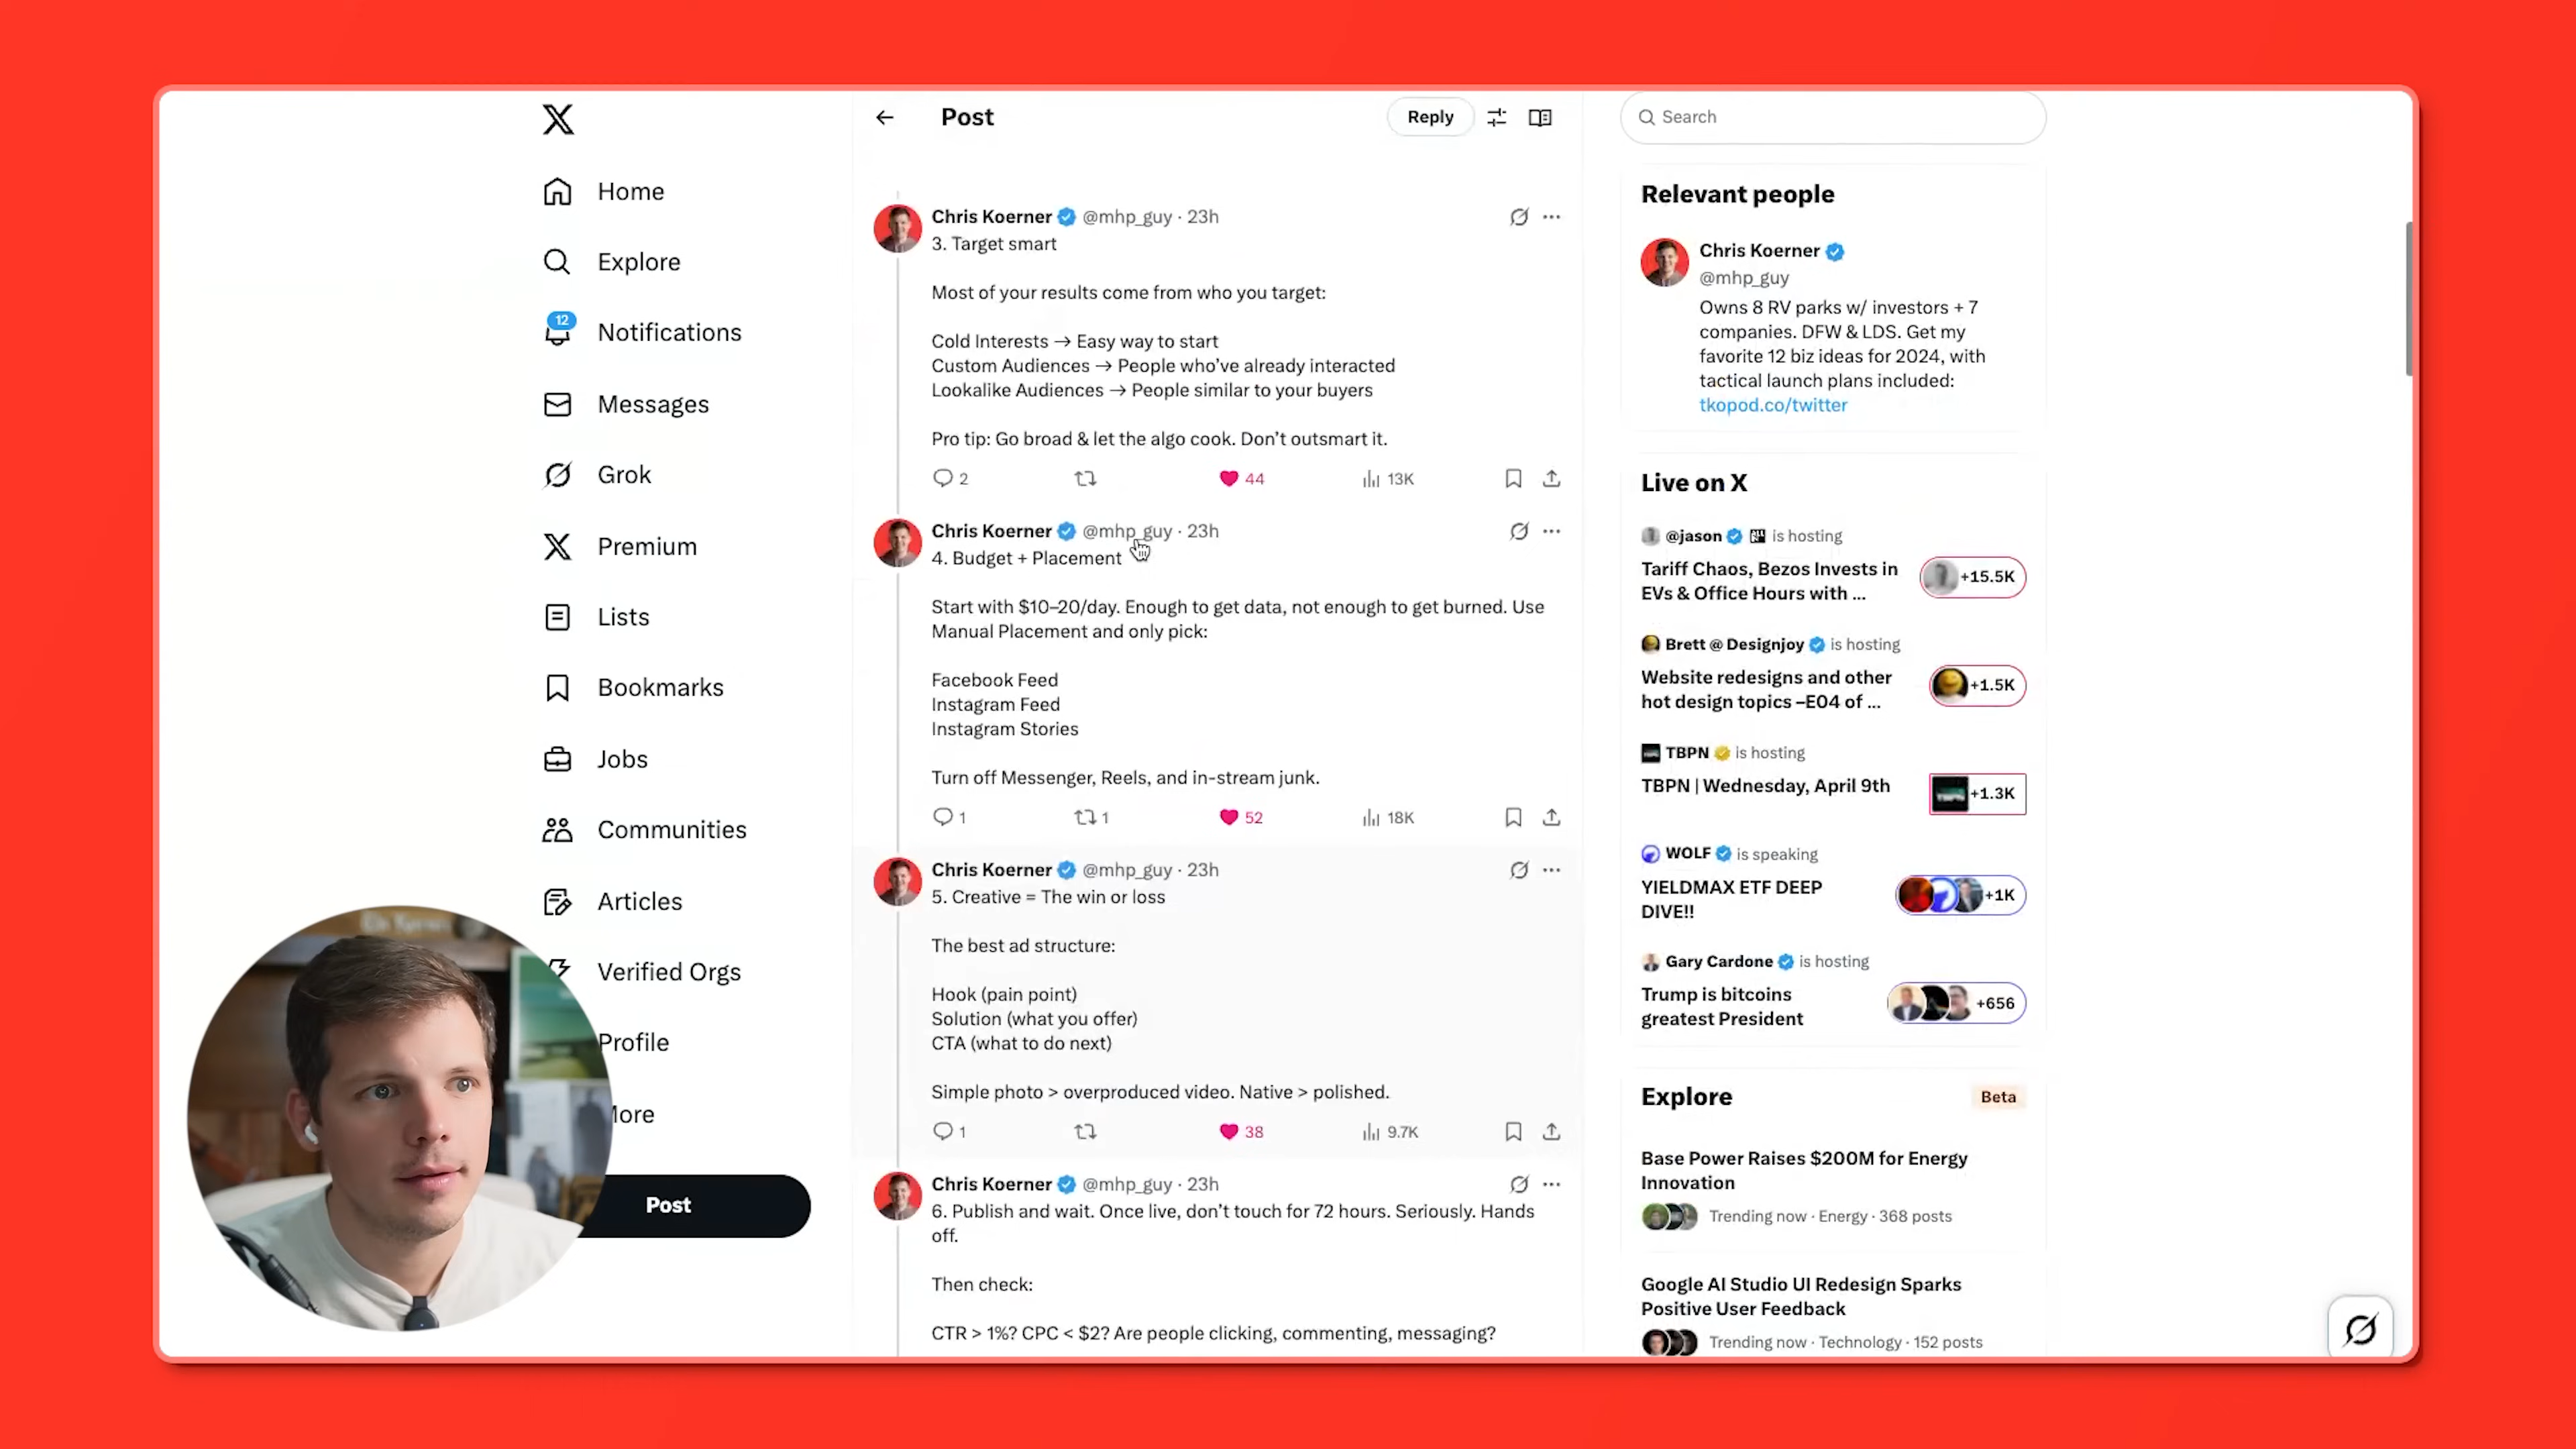 Home
Explore
12
Notifications
Messages
Grok
Premium
Lists
Bookmarks
Jobs
Communities
Articles
Verified Orgs
Profile
More
Post
Post
Reply
Chris Koerner @mhp_guy · 23h
3. Target smart
Most of your results come from who you target:
Cold Interests → Easy way to start
Custom Audiences → People who’ve already interacted
Lookalike Audiences → People similar to your buyers
Pro tip: Go broad & let the algo cook. Don’t outsmart it.
2 44 13K
Chris Koerner @mhp_guy · 23h
4. Budget + Placement
Start with $10–20/day. Enough to get data, not enough to get burned. Use
Manual Placement and only pick:
Facebook Feed
Instagram Feed
Instagram Stories
Turn off Messenger, Reels, and in-stream junk.
1 1 52 18K
Chris Koerner @mhp_guy · 23h
5. Creative = The win or loss
The best ad structure:
Hook (pain point)
Solution (what you offer)
CTA (what to do next)
Simple photo > overproduced video. Native > polished.
1 38 9.7K
Chris Koerner @mhp_guy · 23h
6. Publish and wait. Once live, don’t touch for 72 hours. Seriously. Hands
off.
Then check:
CTR > 1%? CPC < $2? Are people clicking, commenting, messaging?
Search
Relevant people
Chris Koerner
@mhp_guy
Owns 8 RV parks w/ investors + 7
companies. DFW & LDS. Get my
favorite 12 biz ideas for 2024, with
tactical launch plans included:
tkopod.co/twitter
Live on X
@jason is hosting
Tariff Chaos, Bezos Invests in
EVs & Office Hours with ...
+15.5K
Brett @ Designjoy is hosting
Website redesigns and other
hot design topics –E04 of ...
+1.5K
TBPN is hosting
TBPN | Wednesday, April 9th
+1.3K
WOLF is speaking
YIELDMAX ETF DEEP
DIVE!!
+1K
Gary Cardone is hosting
Trump is bitcoins
greatest President
+656
Explore
Beta
Base Power Raises $200M for Energy
Innovation
Trending now · Energy · 368 posts
Google AI Studio UI Redesign Sparks
Positive User Feedback
Trending now · Technology · 152 posts